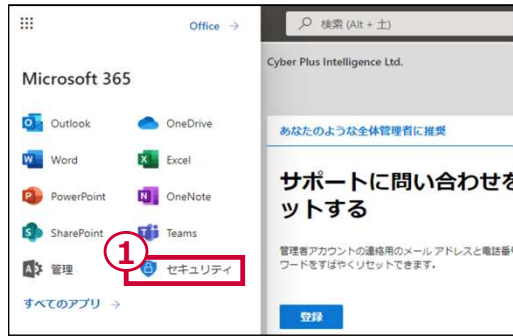 Office →
検索 (Alt + 土)
Microsoft 365
Cyber Plus Intelligence Ltd.
Outlook
OneDrive
Word
Excel
PowerPoint
OneNote
SharePoint
Teams
管理
1
セキュリティ
すべてのアプリ →
あなたのような全体管理者に推奨
サポートに問い合わせを
ットする
管理者アカウントの連絡用のメール アドレスと電話番
ワードをすばやくリセットできます。
登録